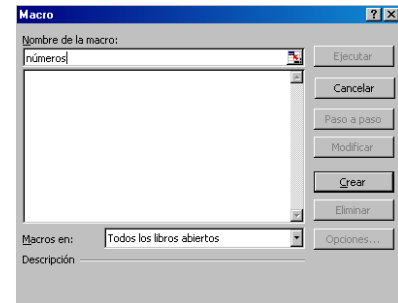 Macro
Nombre de la macro:
números
Ejecutar
Cancelar
Paso a paso
Modificar
Crear
Eliminar
Macros en: Todos los libros abiertos
Opciones...
Descripción